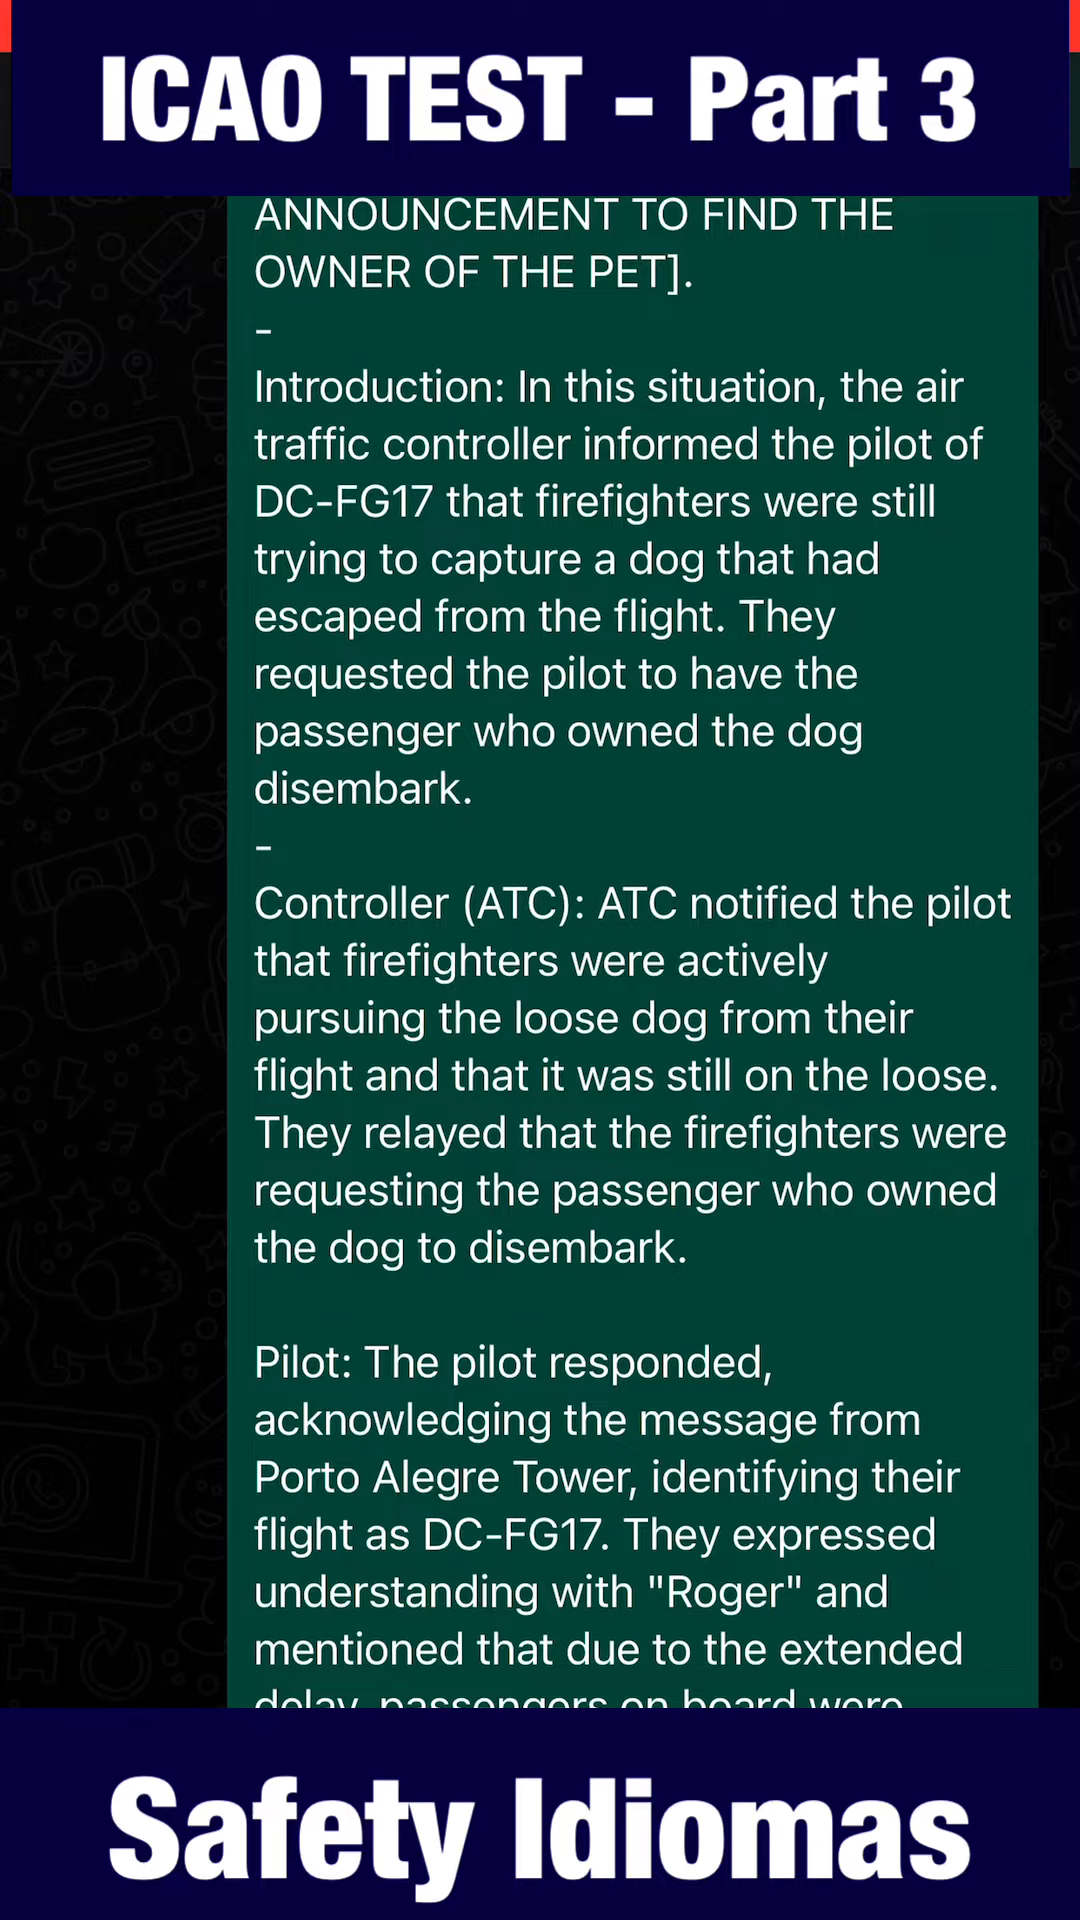 ICAO TEST - Part 3
ANNOUNCEMENT TO FIND THE
OWNER OF THE PET].
-
Introduction: In this situation, the air
traffic controller informed the pilot of
DC-FG17 that firefighters were still
trying to capture a dog that had
escaped from the flight. They
requested the pilot to have the
passenger who owned the dog
disembark.
-
Controller (ATC): ATC notified the pilot
that firefighters were actively
pursuing the loose dog from their
flight and that it was still on the loose.
They relayed that the firefighters were
requesting the passenger who owned
the dog to disembark.
Pilot: The pilot responded,
acknowledging the message from
Porto Alegre Tower, identifying their
flight as DC-FG17. They expressed
understanding with "Roger" and
mentioned that due to the extended
delay, passengers on board were
Safety Idiomas